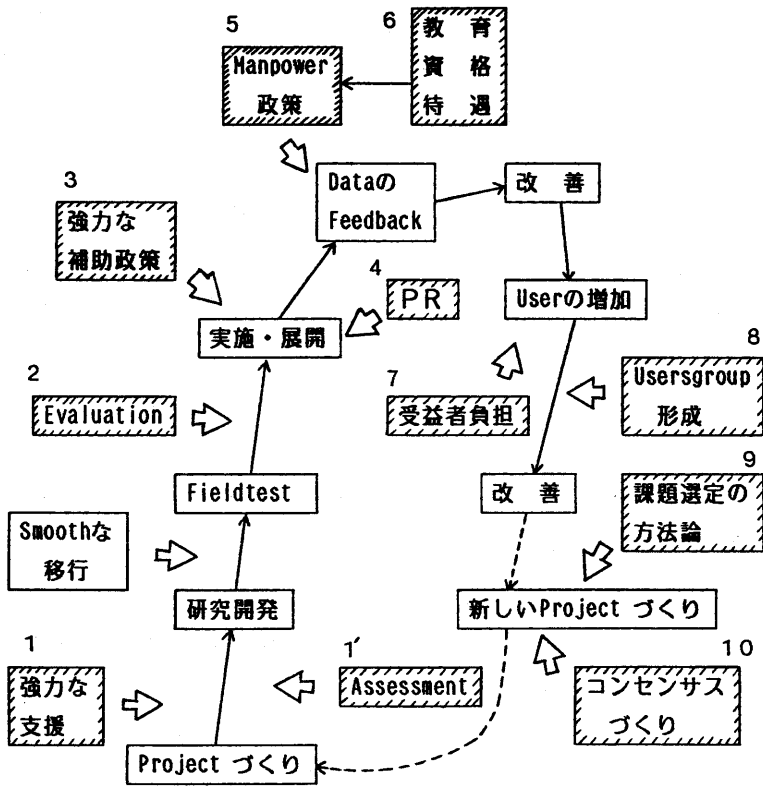 5
Manpower
政策
6
教育
資格
待遇
3
強力な
補助政策
Dataの
Feedback
改善
4
PR
Userの増加
実施・展開
2
Evaluation
7
受益者負担
8
Usersgroup
形成
Fieldtest
改善
9
課題選定の
方法論
Smoothな
移行
研究開発
新しいProject づくり
1
強力な
支援
1′
Assessment
10
コンセンサス
づくり
Project づくり